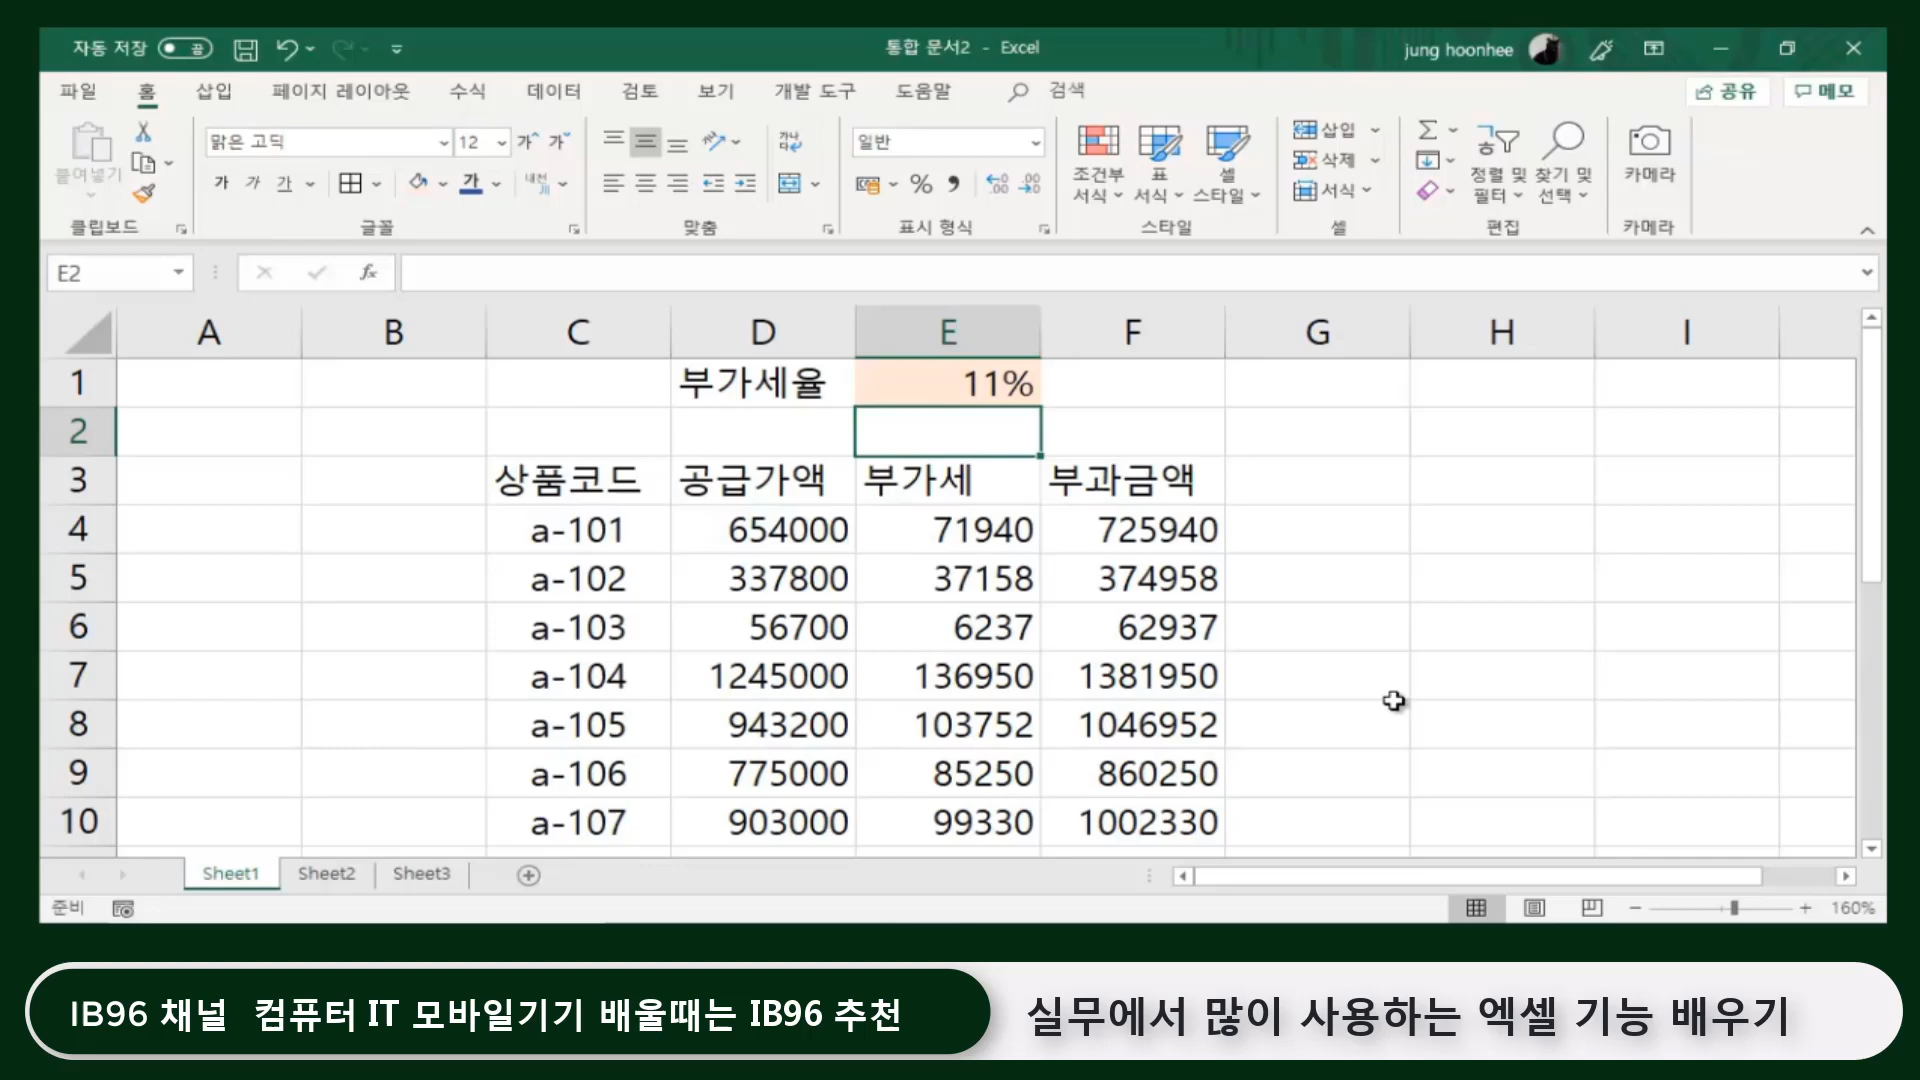 자동 저장 끔 통합 문서2 - Excel jung hoonhee
파일 홈 삽입 페이지 레이아웃 수식 데이터 검토 보기 개발 도구 도움말 검색 공유 메모
붙여넣기 맑은 고딕 12 가 가 일반 조건부 서식 표 서식 셀 스타일 삽입 삭제 서식 정렬 및 필터 찾기 및 선택 카메라
가 가 가 가 % 9
클립보드 글꼴 맞춤 표시 형식 스타일 셀 편집 카메라
E2 fx
A B C D E F G H I
1 부가세율 11%
2
3 상품코드 공급가액 부가세 부과금액
4 a-101 654000 71940 725940
5 a-102 337800 37158 374958
6 a-103 56700 6237 62937
7 a-104 1245000 136950 1381950
8 a-105 943200 103752 1046952
9 a-106 775000 85250 860250
10 a-107 903000 99330 1002330
Sheet1 Sheet2 Sheet3
준비 160%
IB96 채널 컴퓨터 IT 모바일기기 배울때는 IB96 추천
실무에서 많이 사용하는 엑셀 기능 배우기